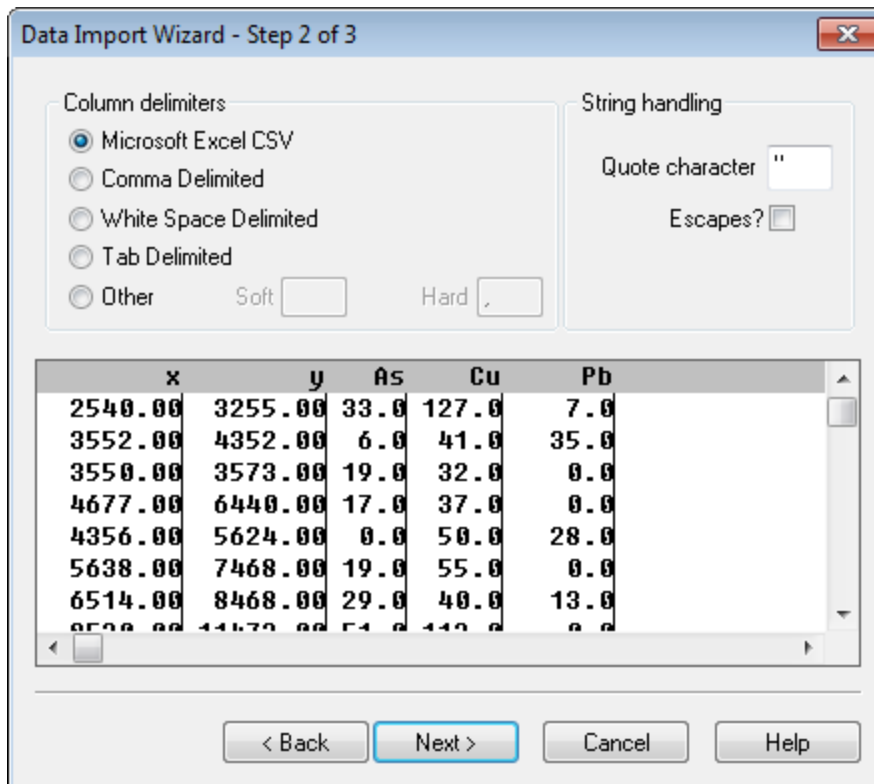 Data Import Wizard - Step 2 of 3
Column delimiters
Microsoft Excel CSV
Comma Delimited
White Space Delimited
Tab Delimited
Other Soft Hard ,
String handling
Quote character "
Escapes?
x y As Cu Pb
2540.00 3255.00 33.0 127.0 7.0
3552.00 4352.00 6.0 41.0 35.0
3550.00 3573.00 19.0 32.0 0.0
4677.00 6440.00 17.0 37.0 0.0
4356.00 5624.00 0.0 50.0 28.0
5638.00 7468.00 19.0 55.0 0.0
6514.00 8468.00 29.0 40.0 13.0
< Back Next > Cancel Help